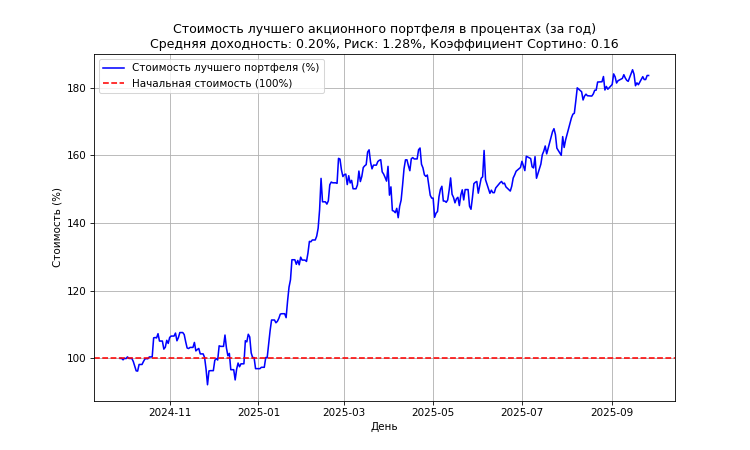 Стоимость лучшего акционного портфеля в процентах (за год)
Средняя доходность: 0.20%, Риск: 1.28%, Коэффициент Сортино: 0.16
Стоимость лучшего портфеля (%)
Начальная стоимость (100%)
Стоимость (%)
180
160
140
120
100
2024-11
2025-01
2025-03
2025-05
2025-07
2025-09
День